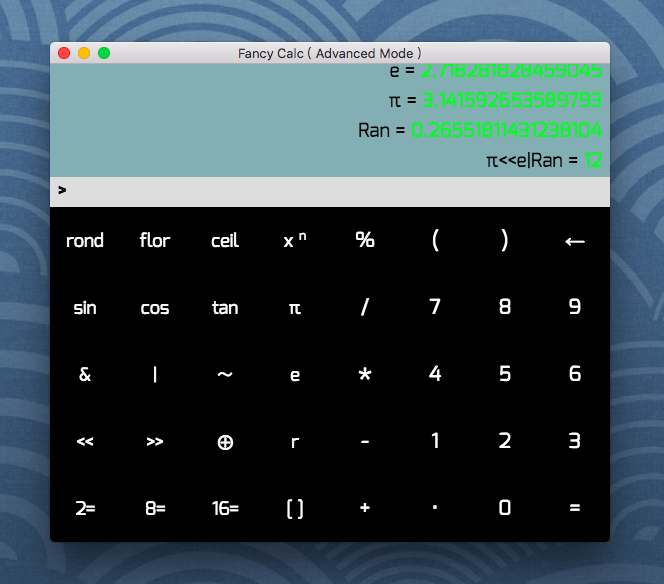 Fancy Calc ( Advanced Mode )
e = 2.718281828459045
π = 3.141592653589793
Ran = 0.26551811431238104
π<<e|Ran = 12
>
rond flor ceil x ⁿ % ( ) ←
sin cos tan π / 7 8 9
& | ~ e * 4 5 6
<< >> ⊕ r - 1 2 3
2= 8= 16= [ ] + . 0 =